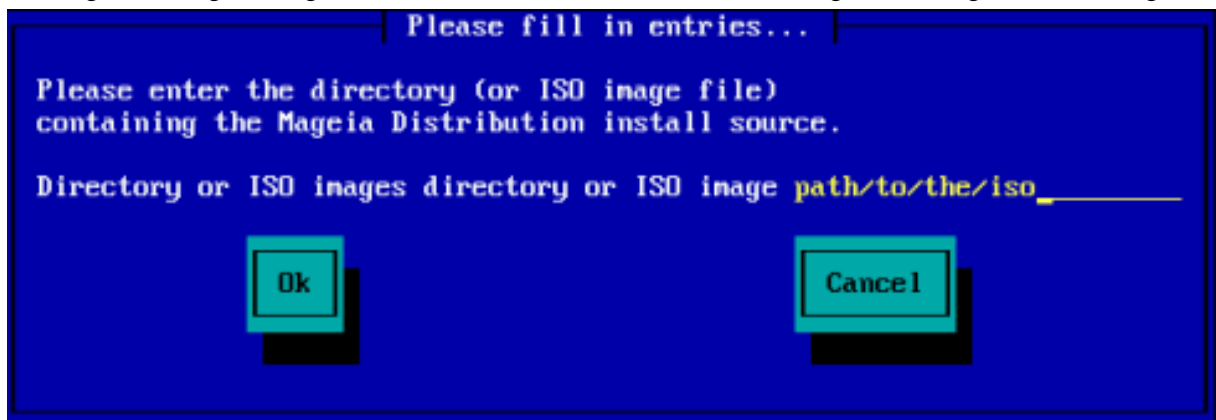 Please fill in entries...
Please enter the directory (or ISO image file)
containing the Mageia Distribution install source.
Directory or ISO images directory or ISO image path/to/the/iso
Ok
Cancel